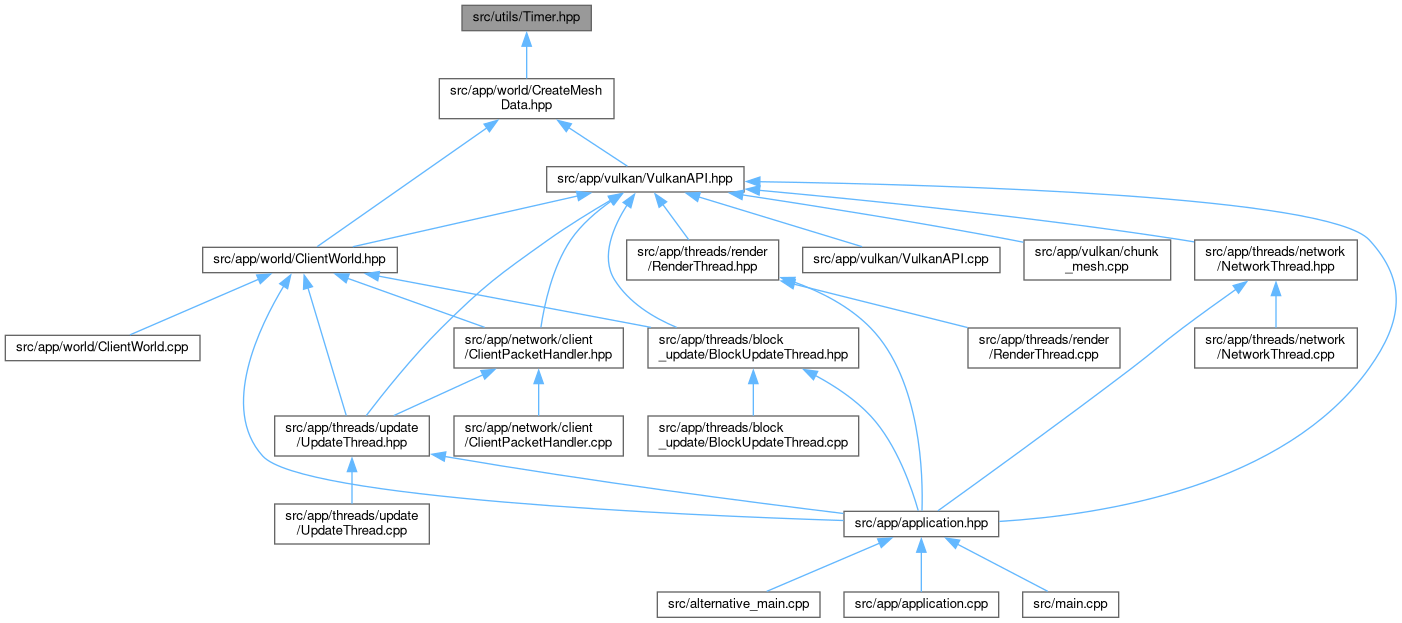 src/utils/Timer.hpp
src/app/world/CreateMesh
Data.hpp
src/app/vulkan/VulkanAPI.hpp
src/app/world/ClientWorld.hpp
src/app/threads/render
/RenderThread.hpp
src/app/vulkan/VulkanAPI.cpp
src/app/vulkan/chunk
_mesh.cpp
src/app/threads/network
/NetworkThread.hpp
src/app/world/ClientWorld.cpp
src/app/network/client
/ClientPacketHandler.hpp
src/app/threads/block
_update/BlockUpdateThread.hpp
src/app/threads/render
/RenderThread.cpp
src/app/threads/network
/NetworkThread.cpp
src/app/threads/update
/UpdateThread.hpp
src/app/network/client
/ClientPacketHandler.cpp
src/app/threads/block
_update/BlockUpdateThread.cpp
src/app/threads/update
/UpdateThread.cpp
src/app/application.hpp
src/alternative_main.cpp
src/app/application.cpp
src/main.cpp